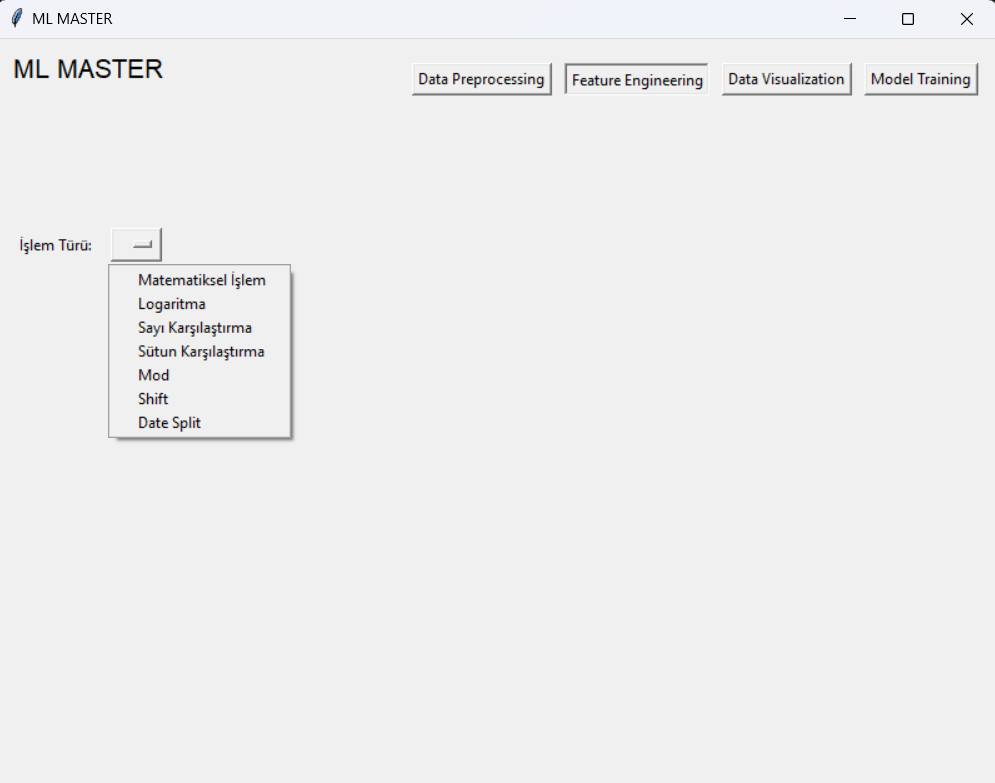 ML MASTER
ML MASTER
Data Preprocessing Feature Engineering Data Visualization Model Training
İşlem Türü:
Matematiksel İşlem
Logaritma
Sayı Karşılaştırma
Sütun Karşılaştırma
Mod
Shift
Date Split